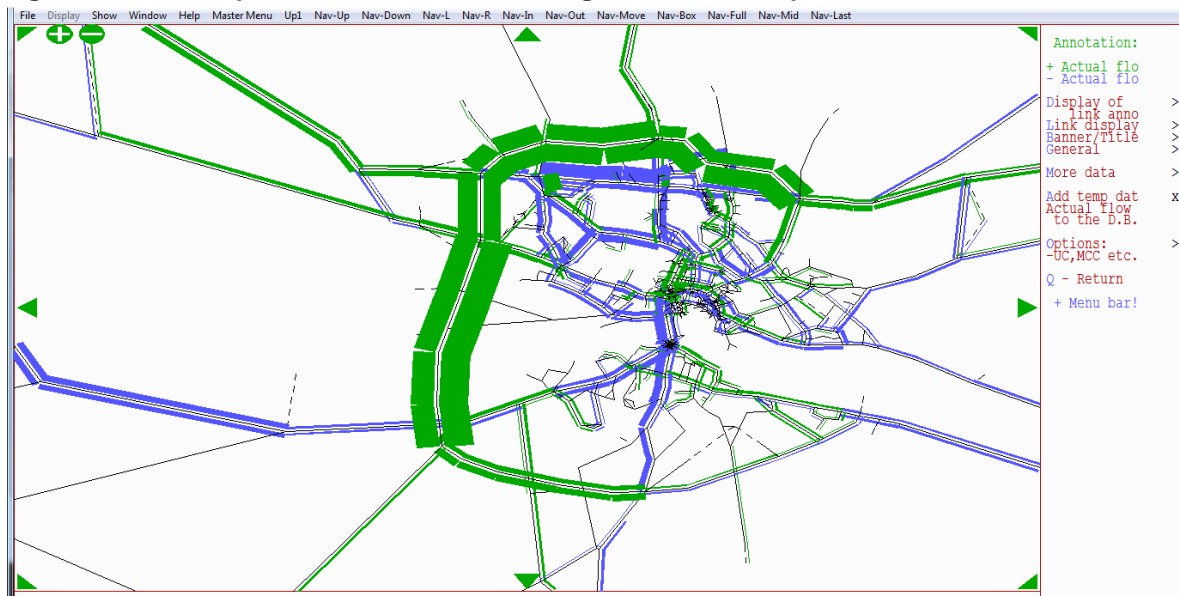 File Display Show Window Help Master Menu Up1 Nav-Up Nav-Down Nav-L Nav-R Nav-In Nav-Out Nav-Move Nav-Box Nav-Full Nav-Mid Nav-Last
Annotation:
+ Actual flo
- Actual flo
Display of >
link anno
Link display >
Banner/Title >
General >
More data >
Add temp dat x
Actual flow
to the D.B.
Options: >
-UC,MCC etc.
Q - Return
+ Menu bar!